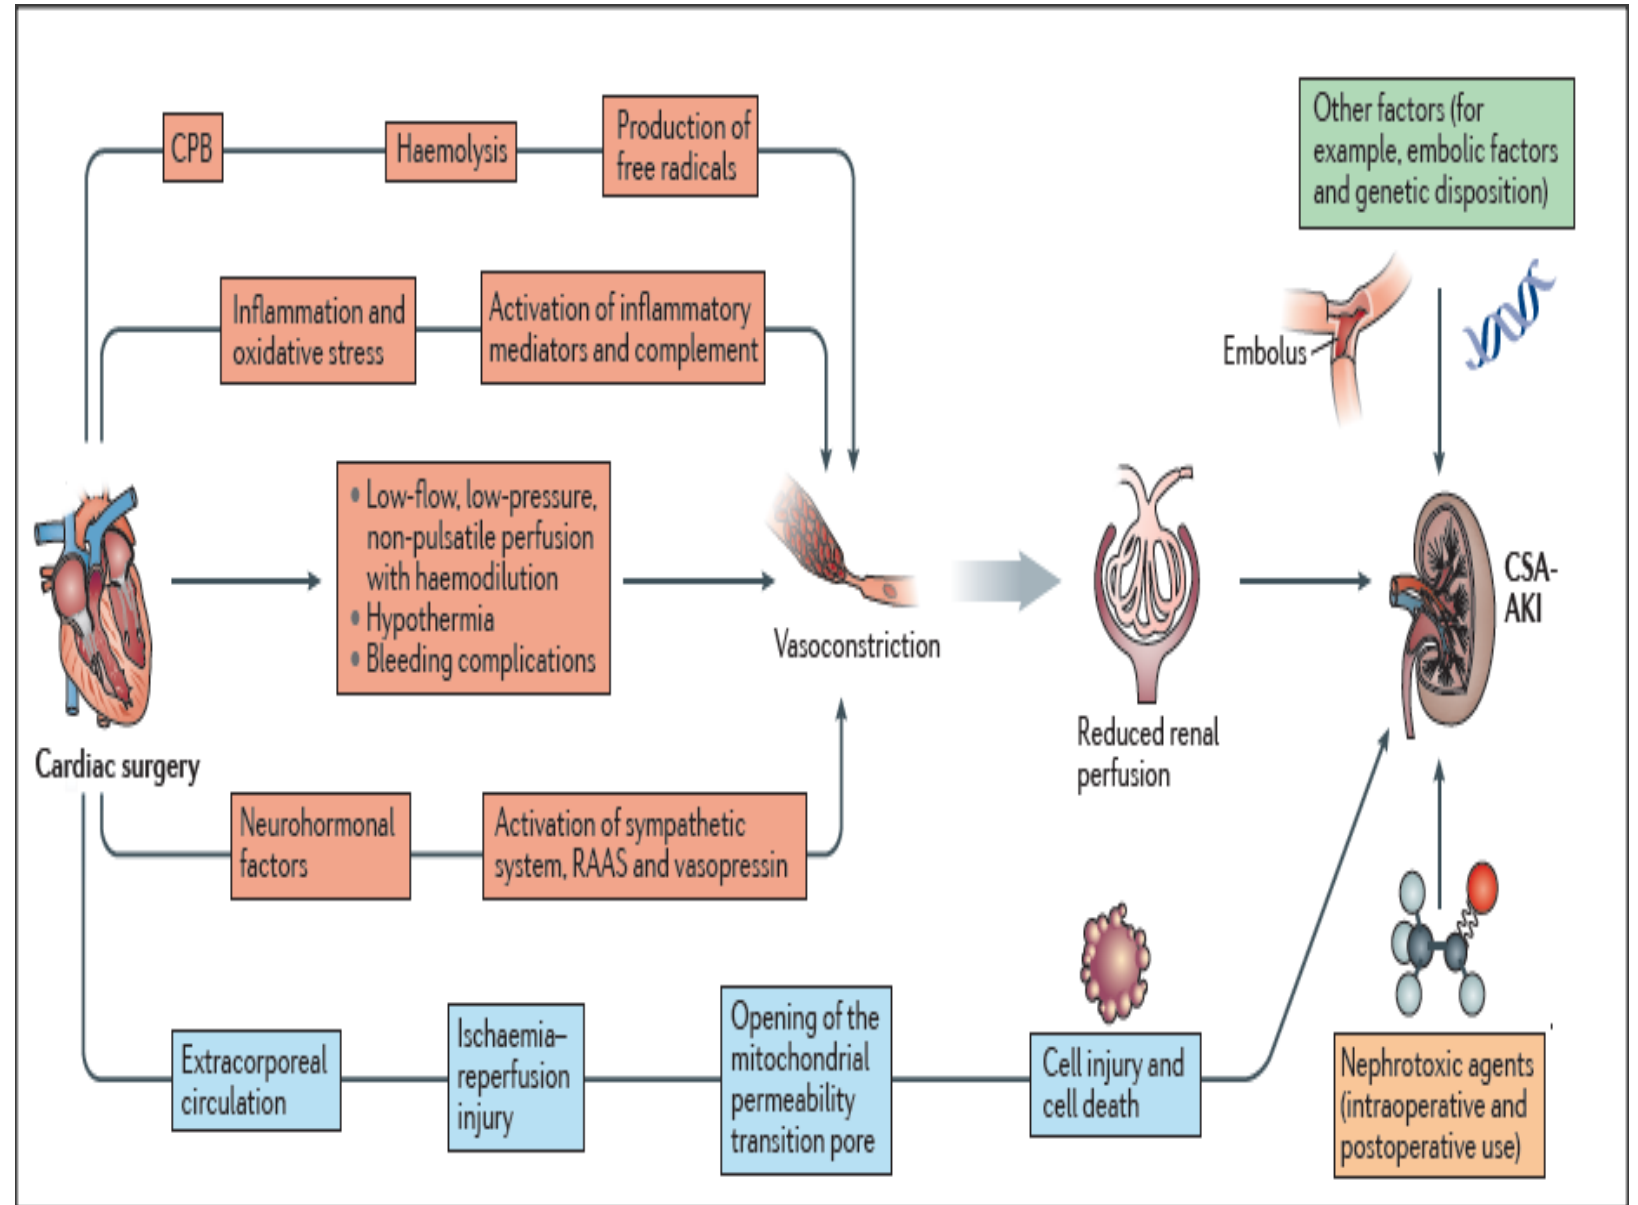 CPB
Haemolysis
Production of
free radicals
Other factors (for
example, embolic factors
and genetic disposition)
Inflammation and
oxidative stress
Activation of inflammatory
mediators and complement
Embolus
• Low-flow, low-pressure,
non-pulsatile perfusion
with haemodilution
• Hypothermia
• Bleeding complications
Vasoconstriction
Reduced renal
perfusion
CSA-
AKI
Cardiac surgery
Neurohormonal
factors
Activation of sympathetic
system, RAAS and vasopressin
Extracorporeal
circulation
Ischaemia–
reperfusion
injury
Opening of the
mitochondrial
permeability
transition pore
Cell injury and
cell death
Nephrotoxic agents
(intraoperative and
postoperative use)